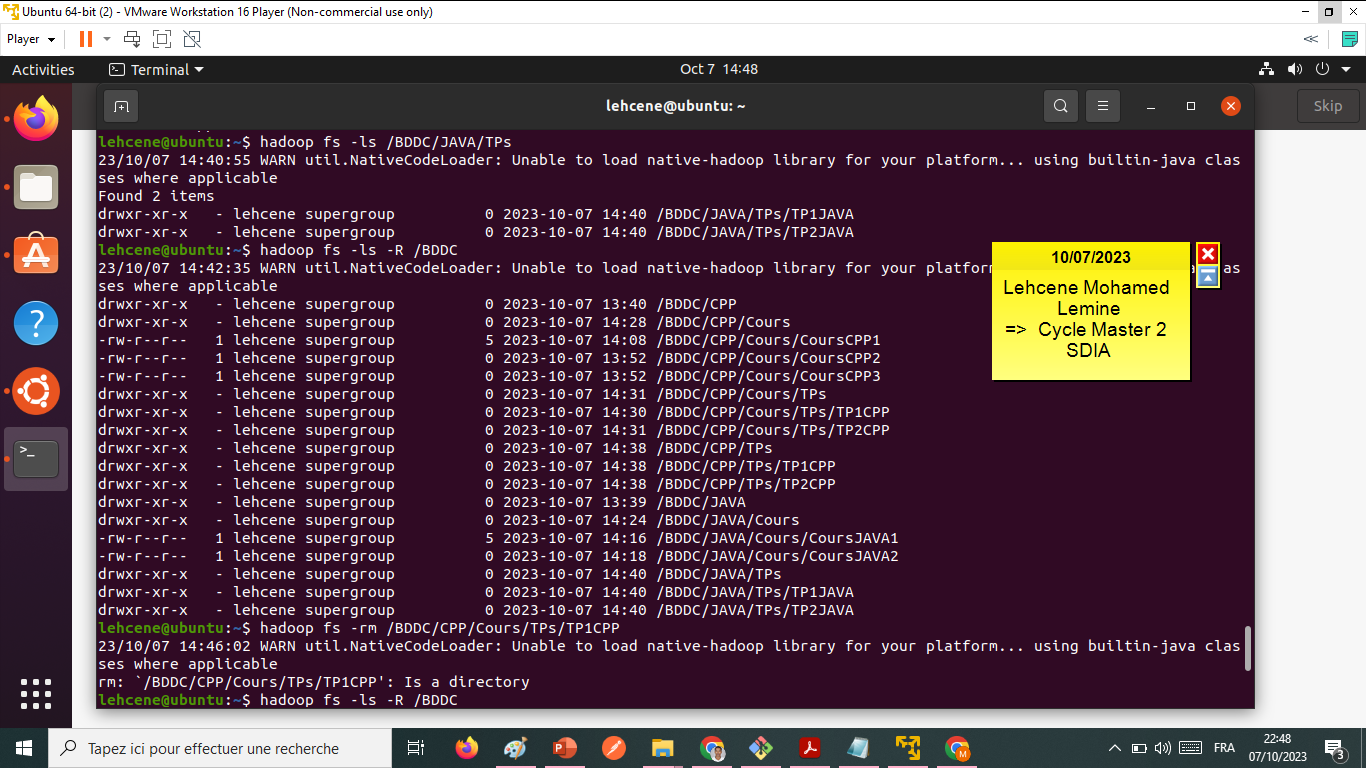 Ubuntu 64-bit (2) - VMware Workstation 16 Player (Non-commercial use only)
Player
Activities
Terminal
Oct 7 14:48
lehcene@ubuntu: ~
Skip
lehcene@ubuntu:~$ hadoop fs -ls /BDDC/JAVA/TPs
23/10/07 14:40:55 WARN util.NativeCodeLoader: Unable to load native-hadoop library for your platform... using builtin-java clas
ses where applicable
Found 2 items
drwxr-xr-x   - lehcene supergroup          0 2023-10-07 14:40 /BDDC/JAVA/TPs/TP1JAVA
drwxr-xr-x   - lehcene supergroup          0 2023-10-07 14:40 /BDDC/JAVA/TPs/TP2JAVA
lehcene@ubuntu:~$ hadoop fs -ls -R /BDDC
23/10/07 14:42:35 WARN util.NativeCodeLoader: Unable to load native-hadoop library for your platform as
ses where applicable
drwxr-xr-x   - lehcene supergroup          0 2023-10-07 13:40 /BDDC/CPP
drwxr-xr-x   - lehcene supergroup          0 2023-10-07 14:28 /BDDC/CPP/Cours
-rw-r--r--   1 lehcene supergroup          5 2023-10-07 14:08 /BDDC/CPP/Cours/CoursCPP1
-rw-r--r--   1 lehcene supergroup          0 2023-10-07 13:52 /BDDC/CPP/Cours/CoursCPP2
-rw-r--r--   1 lehcene supergroup          0 2023-10-07 13:52 /BDDC/CPP/Cours/CoursCPP3
drwxr-xr-x   - lehcene supergroup          0 2023-10-07 14:31 /BDDC/CPP/Cours/TPs
drwxr-xr-x   - lehcene supergroup          0 2023-10-07 14:30 /BDDC/CPP/Cours/TPs/TP1CPP
drwxr-xr-x   - lehcene supergroup          0 2023-10-07 14:31 /BDDC/CPP/Cours/TPs/TP2CPP
drwxr-xr-x   - lehcene supergroup          0 2023-10-07 14:38 /BDDC/CPP/TPs
drwxr-xr-x   - lehcene supergroup          0 2023-10-07 14:38 /BDDC/CPP/TPs/TP1CPP
drwxr-xr-x   - lehcene supergroup          0 2023-10-07 14:38 /BDDC/CPP/TPs/TP2CPP
drwxr-xr-x   - lehcene supergroup          0 2023-10-07 13:39 /BDDC/JAVA
drwxr-xr-x   - lehcene supergroup          0 2023-10-07 14:24 /BDDC/JAVA/Cours
-rw-r--r--   1 lehcene supergroup          5 2023-10-07 14:16 /BDDC/JAVA/Cours/CoursJAVA1
-rw-r--r--   1 lehcene supergroup          0 2023-10-07 14:18 /BDDC/JAVA/Cours/CoursJAVA2
drwxr-xr-x   - lehcene supergroup          0 2023-10-07 14:40 /BDDC/JAVA/TPs
drwxr-xr-x   - lehcene supergroup          0 2023-10-07 14:40 /BDDC/JAVA/TPs/TP1JAVA
drwxr-xr-x   - lehcene supergroup          0 2023-10-07 14:40 /BDDC/JAVA/TPs/TP2JAVA
lehcene@ubuntu:~$ hadoop fs -rm /BDDC/CPP/Cours/TPs/TP1CPP
23/10/07 14:46:02 WARN util.NativeCodeLoader: Unable to load native-hadoop library for your platform... using builtin-java clas
ses where applicable
rm: `/BDDC/CPP/Cours/TPs/TP1CPP': Is a directory
lehcene@ubuntu:~$ hadoop fs -ls -R /BDDC
10/07/2023
Lehcene Mohamed
Lemine
=> Cycle Master 2
SDIA
Tapez ici pour effectuer une recherche
FRA
22:48
07/10/2023
3